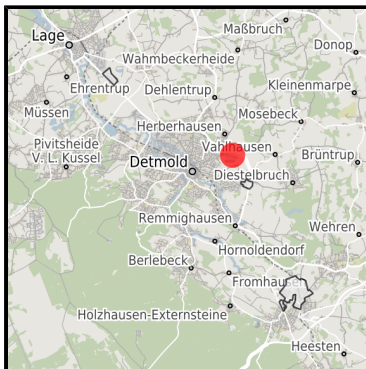 Maßbruch
Lage
Donop
Wahmbeckerheide
Ehrentrup
Dehlentrup
Kleinenmarpe
Müssen
Mosebeck
Herberhausen
Pivitsheide
V. L. Küssel
Vahlhausen
Brüntrup
Detmold
Diestelbruch
Remmighausen
Wehren
Hornoldendorf
Berlebeck
Fromhausen
Holzhausen-Externsteine
Heesten